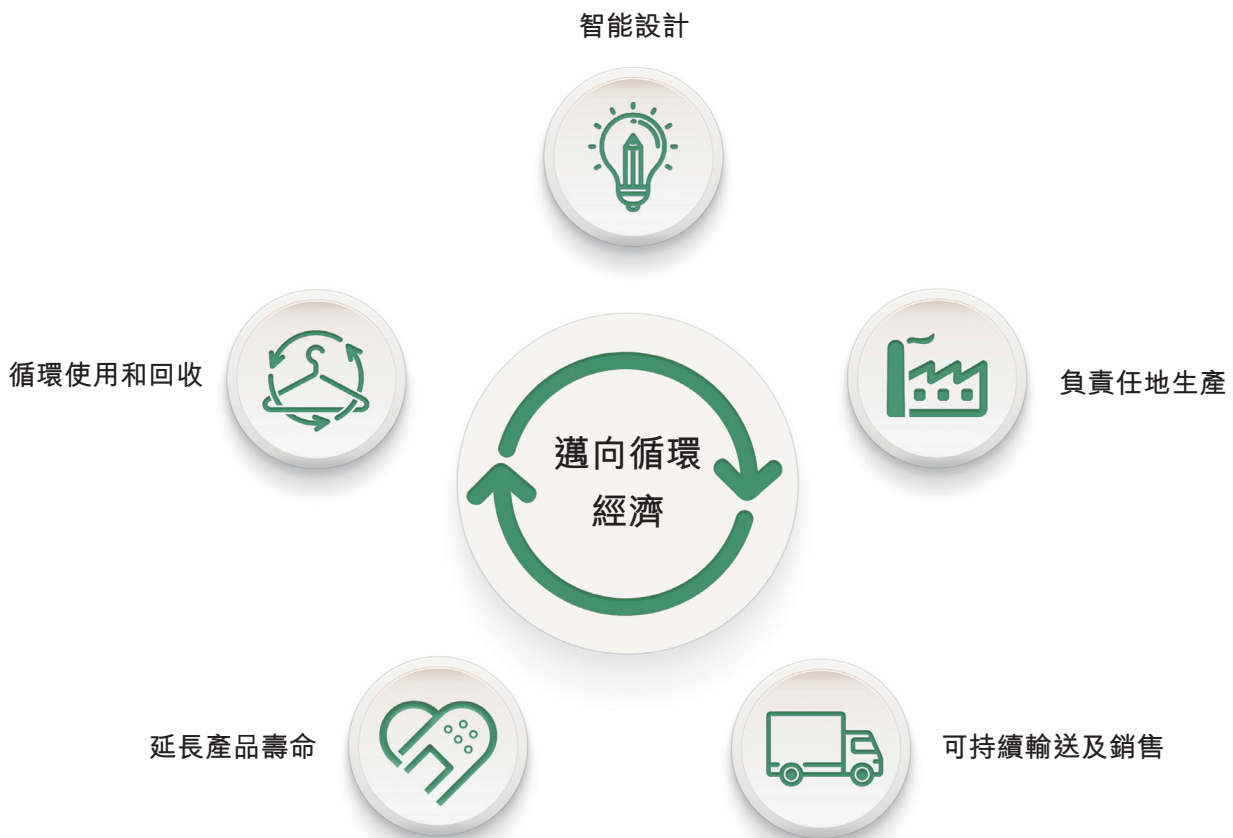 智能設計
循環使用和回收
負責任地生產
邁向循環
經濟
延長產品壽命
可持續輸送及銷售